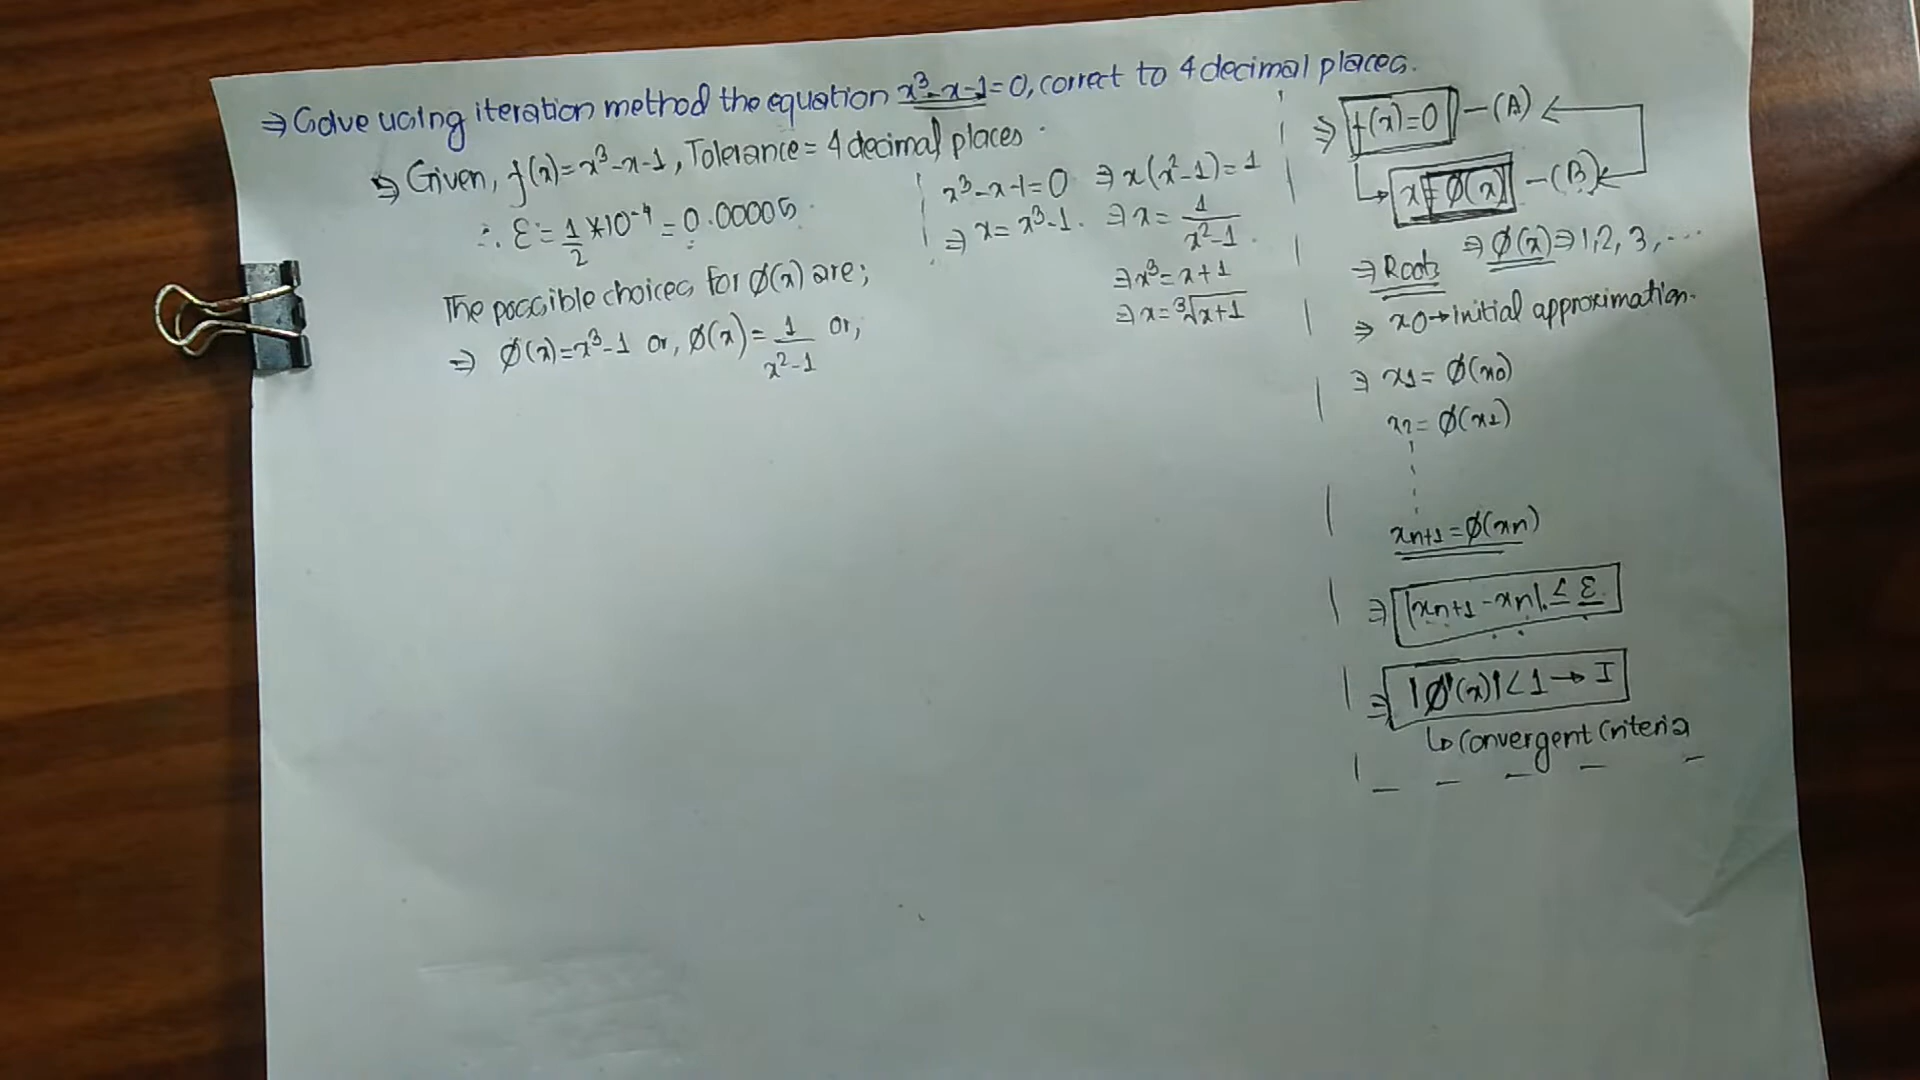 ⇒ Solve using iteration method the equation x³-x-1=0, correct to 4 decimal places.
⇒ Given, f(x)=x³-x-1, Tolerance = 4 decimal places.
∴ Ɛ = 1/2 * 10⁻⁴ = 0.00005
The possible choices for ø(x) are;
⇒ ø(x)=x³-1 or, ø(x)= 1/(x²-1) or,
x³-x-1=0 ⇒ x(x²-1)=1
⇒ x=x³-1. ⇒ x= 1/(x²-1).
⇒ x³=x+1
⇒ x=³√(x+1)
⇒ f(x)=0 - (A)
x=ø(x) - (B)
⇒ Roots ⇒ ø(x) ⇒ 1, 2, 3, ...
⇒ x0→initial approximation.
⇒ x1= ø(x0)
x2= ø(x1)
xn+1=ø(xn)
⇒ |xn+1-xn|.≤ Ɛ.
⇒ |ø'(x)|<1→I
↳ convergent criteria